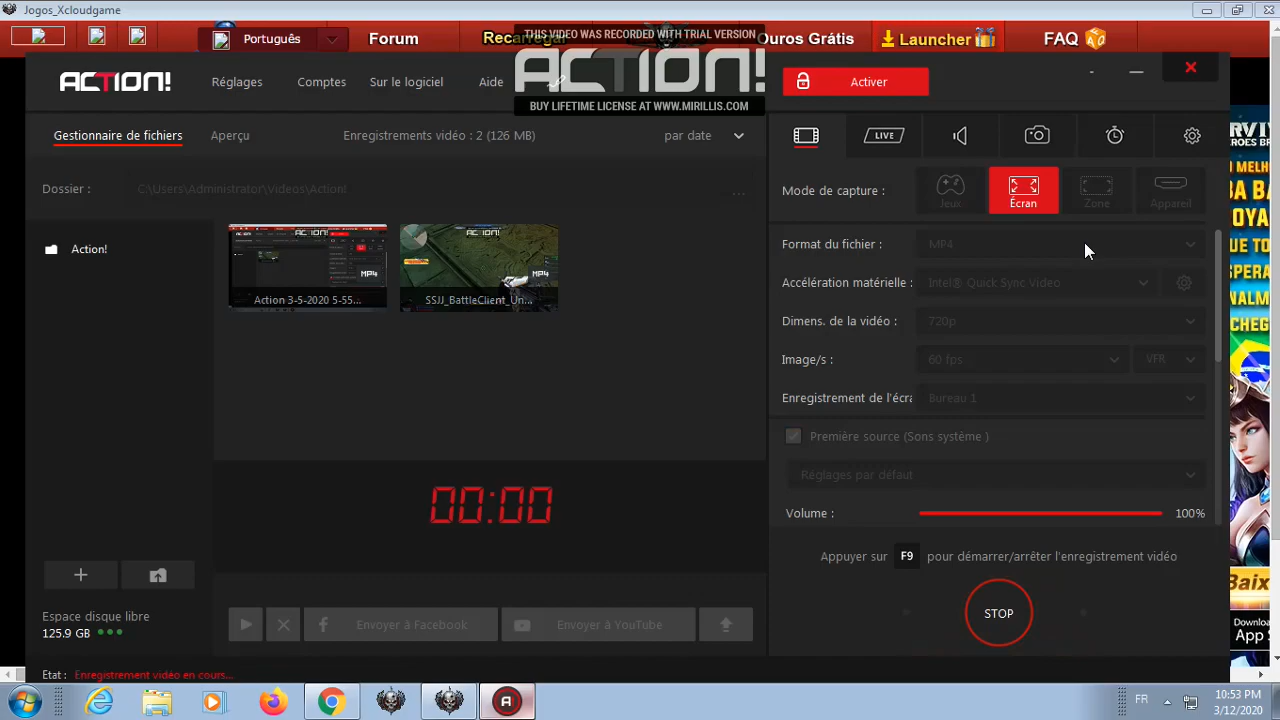 Jogos_Xcloudgame
Português
Forum
Recarregar
Ouros Grátis
Launcher
FAQ
THIS VIDEO WAS RECORDED WITH TRIAL VERSION
ACTION!
BUY LIFETIME LICENSE AT WWW.MIRILLIS.COM
ACTION!
Réglages
Comptes
Sur le logiciel
Aide
Activer
Gestionnaire de fichiers
Aperçu
Enregistrements vidéo : 2 (126 MB)
par date
LIVE
Dossier :
C:\Users\Administrator\Videos\Action!
...
Mode de capture :
Jeux
Écran
Zone
Appareil
Action!
MP4
Action 3-5-2020 5-55...
MP4
SSJJ_BattleClient_Un...
Format du fichier :
MP4
Accélération matérielle :
Intel® Quick Sync Video
Dimens. de la vidéo :
720p
Image/s :
60 fps
VFR
Enregistrement de l'écra
Bureau 1
Première source (Sons système )
Réglages par défaut
Volume :
100%
00:00
Appuyer sur F9 pour démarrer/arrêter l'enregistrement vidéo
STOP
Espace disque libre
125.9 GB
Envoyer à Facebook
Envoyer à YouTube
Etat : Enregistrement vidéo en cours...
Baix
Downloa
App S
FR
10:53 PM
3/12/2020